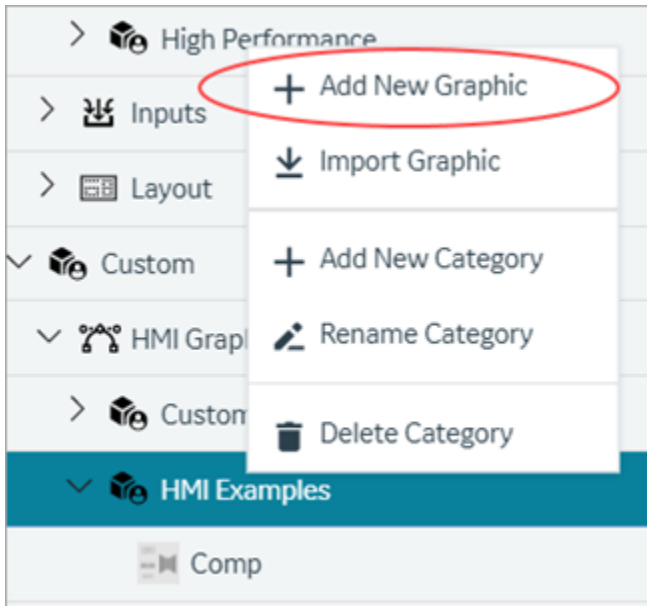 High Performance
Add New Graphic
Inputs
Import Graphic
Layout
Custom
Add New Category
HMI Grap
Rename Category
Custom
Delete Category
HMI Examples
Comp